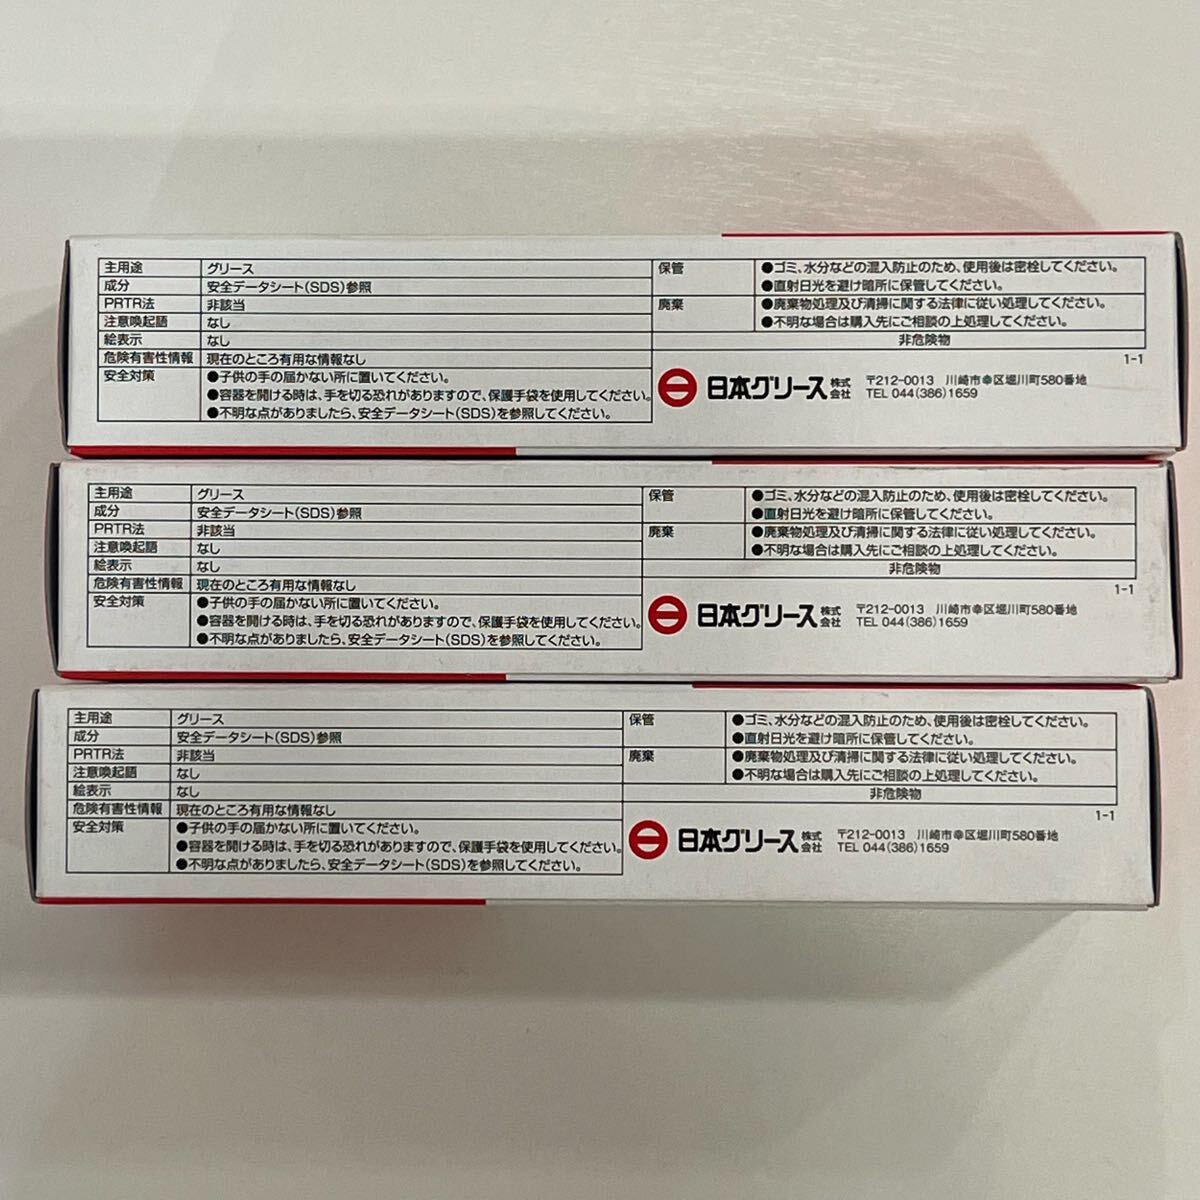 主用途 グリース
成分 安全データシート(SDS)参照
PRTR法 非該当
注意喚起語 なし
絵表示 なし
危険有害性情報 現在のところ有用な情報なし
安全対策 ●子供の手の届かない所に置いてください。
●容器を開ける時は、手を切る恐れがありますので、保護手袋を使用してください。
●不明な点がありましたら、安全データシート(SDS)を参照してください。
保管 ●ゴミ、水分などの混入防止のため、使用後は密栓してください。
●直射日光を避け暗所に保管してください。
廃棄 ●廃棄物処理及び清掃に関する法律に従い処理してください。
●不明な場合は購入先にご相談の上処理してください。
非危険物
1-1
日本グリース株式会社 〒212-0013 川崎市幸区堀川町580番地
TEL 044(386)1659
主用途 グリース
成分 安全データシート(SDS)参照
PRTR法 非該当
注意喚起語 なし
絵表示 なし
危険有害性情報 現在のところ有用な情報なし
安全対策 ●子供の手の届かない所に置いてください。
●容器を開ける時は、手を切る恐れがありますので、保護手袋を使用してください。
●不明な点がありましたら、安全データシート(SDS)を参照してください。
保管 ●ゴミ、水分などの混入防止のため、使用後は密栓してください。
●直射日光を避け暗所に保管してください。
廃棄 ●廃棄物処理及び清掃に関する法律に従い処理してください。
●不明な場合は購入先にご相談の上処理してください。
非危険物
1-1
日本グリース株式会社 〒212-0013 川崎市幸区堀川町580番地
TEL 044(386)1659
主用途 グリース
成分 安全データシート(SDS)参照
PRTR法 非該当
注意喚起語 なし
絵表示 なし
危険有害性情報 現在のところ有用な情報なし
安全対策 ●子供の手の届かない所に置いてください。
●容器を開ける時は、手を切る恐れがありますので、保護手袋を使用してください。
●不明な点がありましたら、安全データシート(SDS)を参照してください。
保管 ●ゴミ、水分などの混入防止のため、使用後は密栓してください。
●直射日光を避け暗所に保管してください。
廃棄 ●廃棄物処理及び清掃に関する法律に従い処理してください。
●不明な場合は購入先にご相談の上処理してください。
非危険物
1-1
日本グリース株式会社 〒212-0013 川崎市幸区堀川町580番地
TEL 044(386)1659